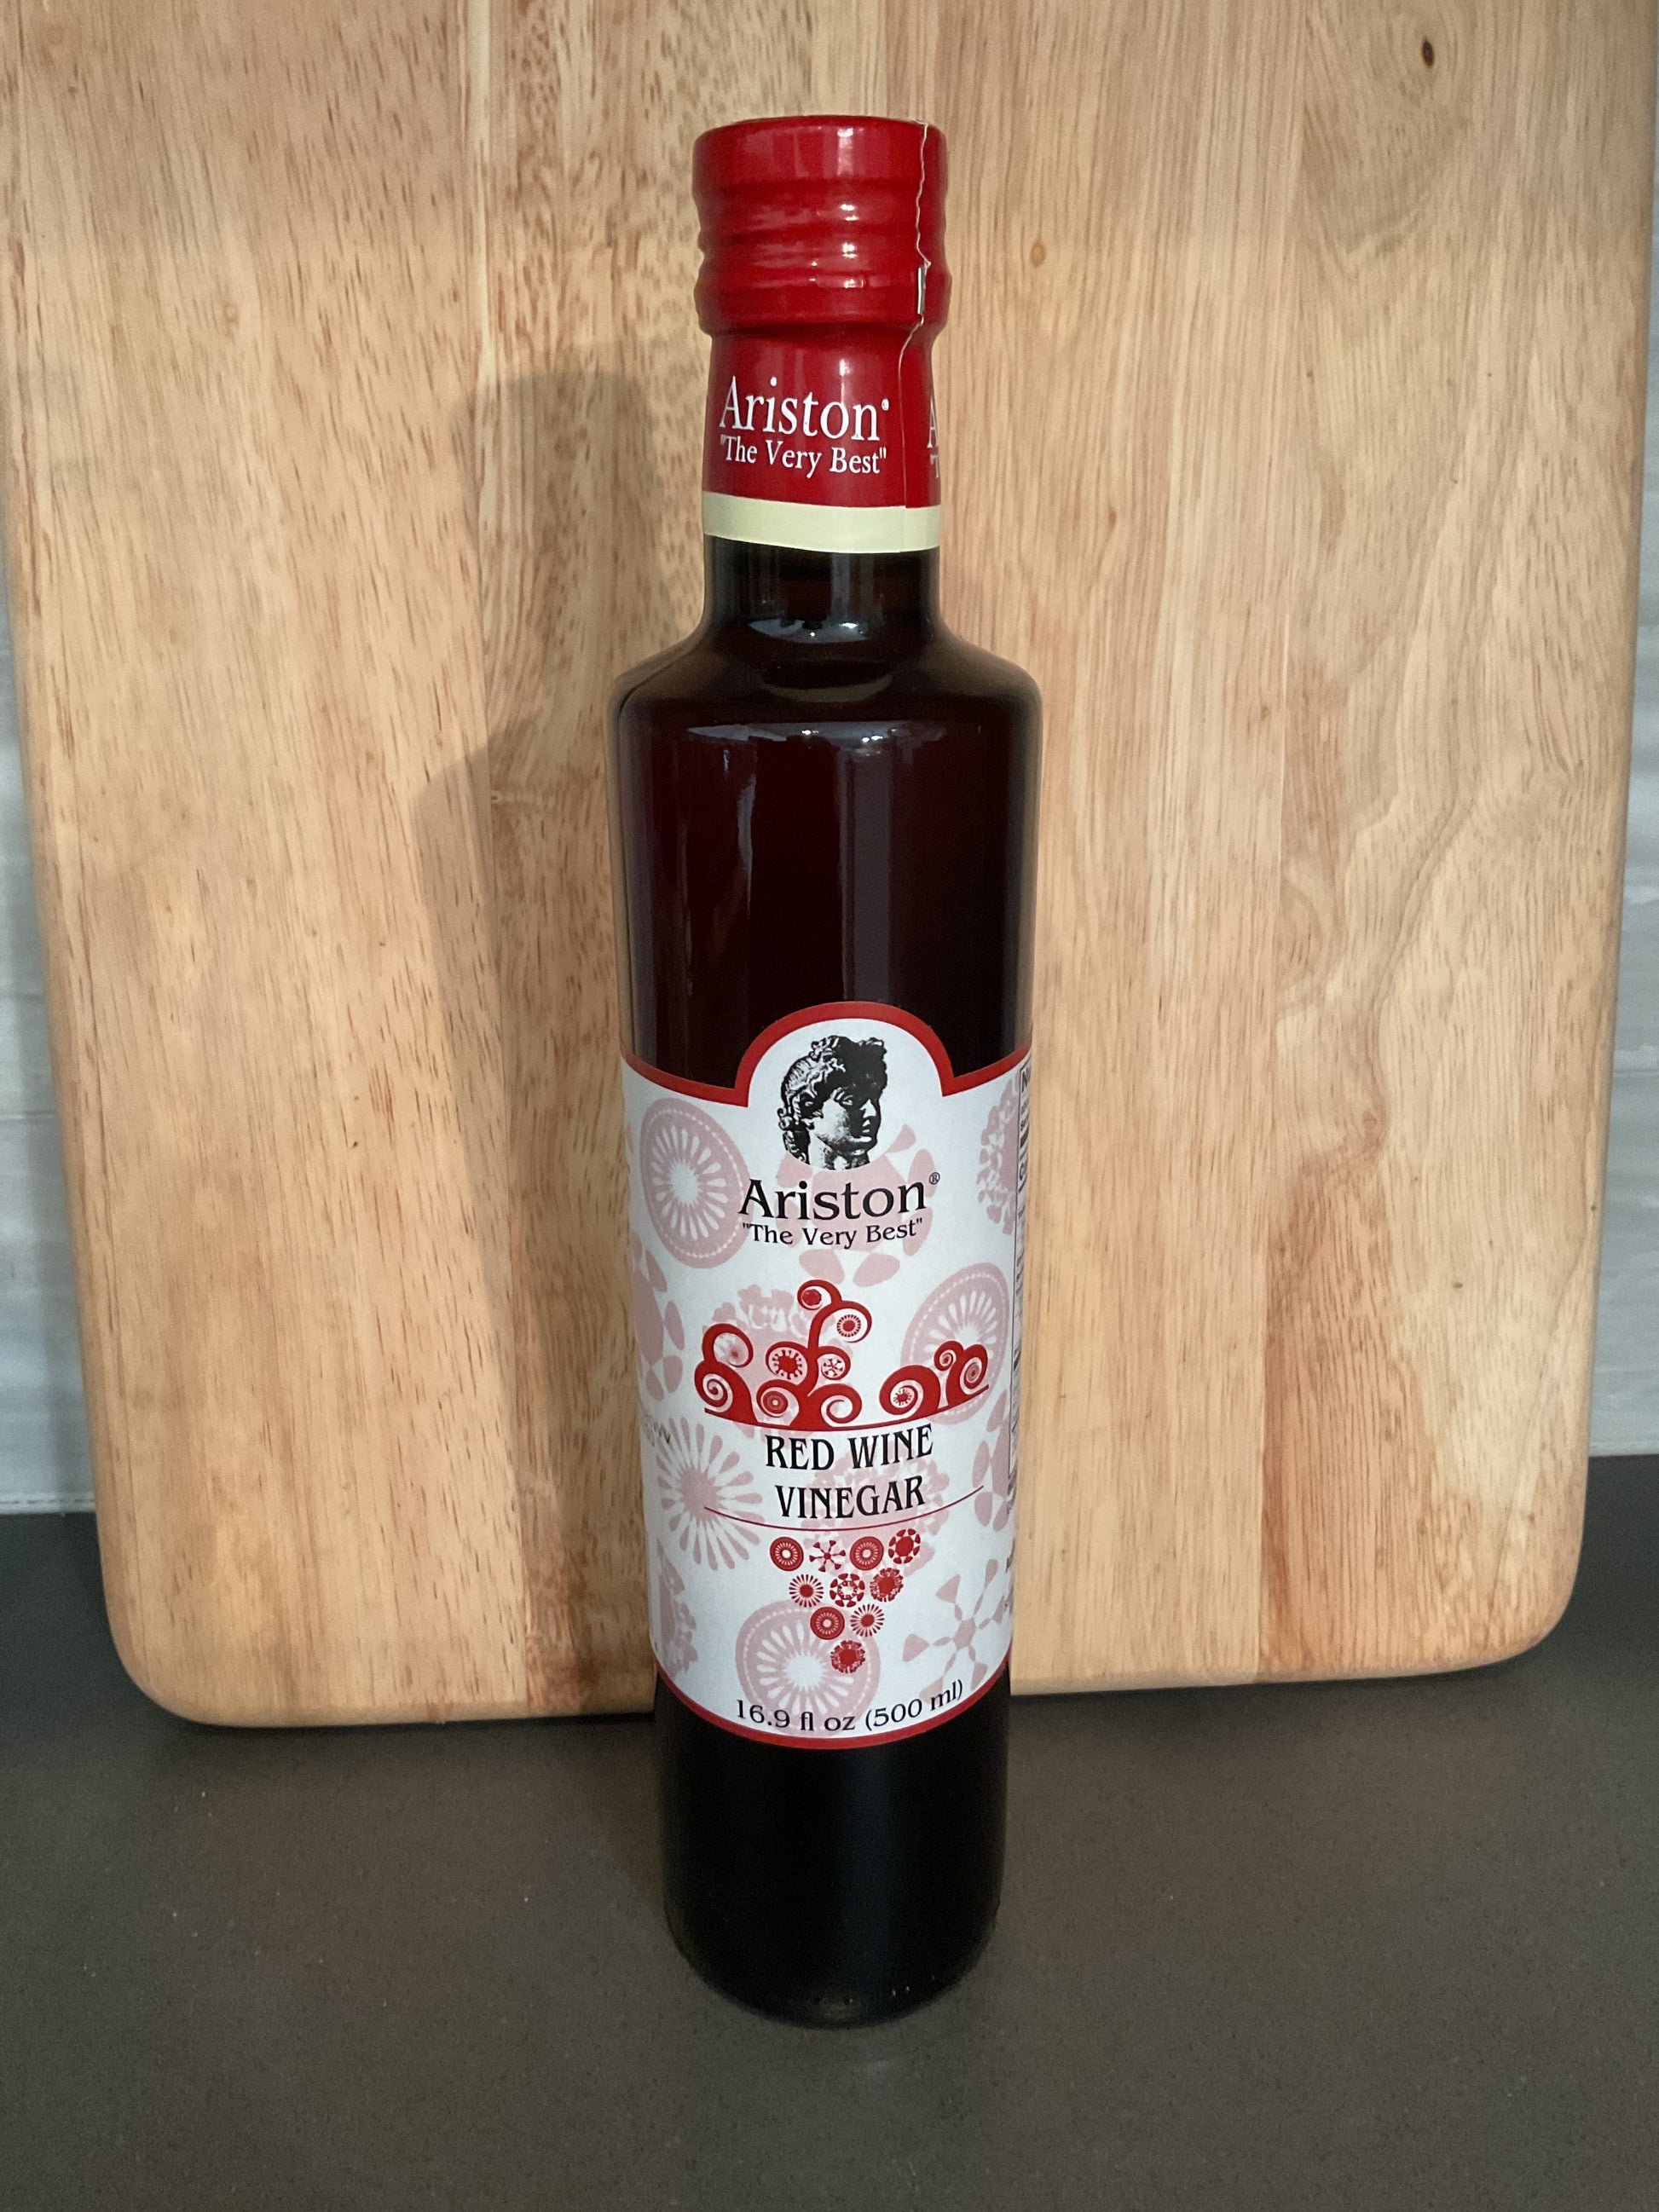 Ariston®
"The Very Best"
Ariston®
"The Very Best"
RED WINE
VINEGAR
16.9 fl oz (500 ml)